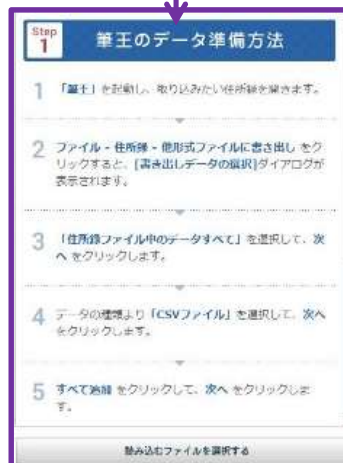 Step
1
筆王のデータ準備方法
1
「筆王」を起動し、取り込みたい住所録を開きます。
2
ファイル - 住所録 - 他形式ファイルに書き出し をク
リックすると、[書き出しデータの選択]ダイアログが
表示されます。
3
「住所録ファイル中のデータすべて」を選択して、次
へ をクリックします。
4
データの種類より「CSVファイル」を選択して、次へ
をクリックします。
5
すべて追加 をクリックして、次へ をクリックしま
す。
読み込むファイルを選択する